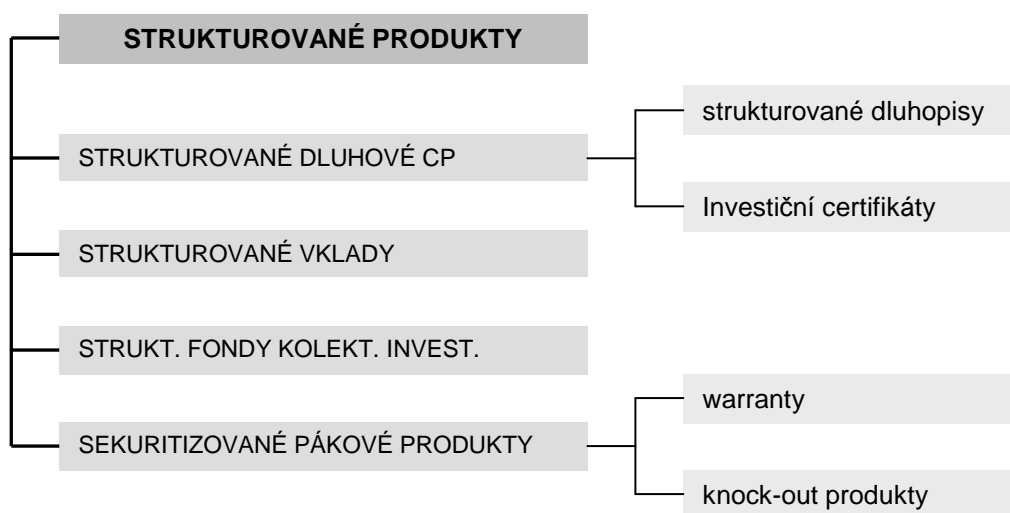 STRUKTUROVANÉ PRODUKTY
strukturované dluhopisy
STRUKTUROVANÉ DLUHOVÉ CP
Investiční certifikáty
STRUKTUROVANÉ VKLADY
STRUKT. FONDY KOLEKT. INVEST.
warranty
SEKURITIZOVANÉ PÁKOVÉ PRODUKTY
knock-out produkty